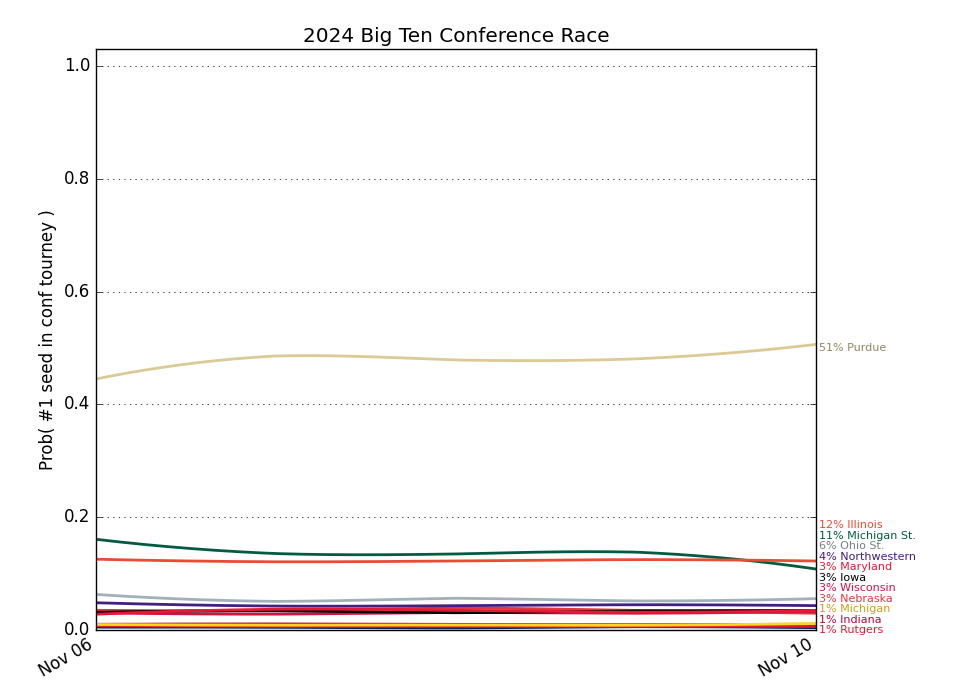 2024 Big Ten Conference Race
Prob( #1 seed in conf tourney )
1.0
0.8
0.6
0.4
0.2
0.0
Nov 06
Nov 10
51% Purdue
12% Illinois
11% Michigan St.
6% Ohio St.
4% Northwestern
3% Maryland
3% Iowa
3% Wisconsin
3% Nebraska
1% Michigan
1% Indiana
1% Rutgers